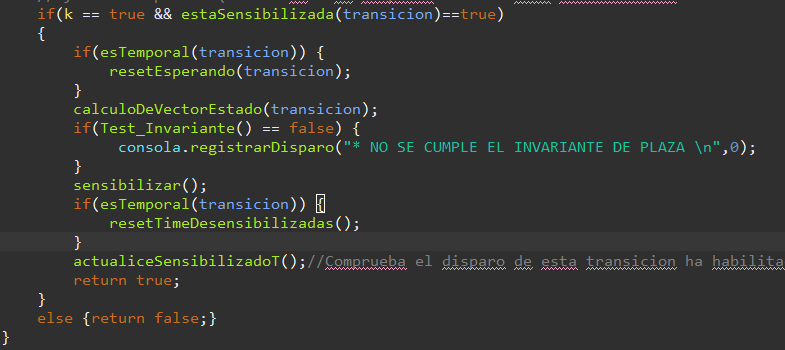 if(k == true && estaSensibilizada(transicion)==true)
{
if(esTemporal(transicion)) {
resetEsperando(transicion);
}
calculoDeVectorEstado(transicion);
if(Test_Invariante() == false) {
consola.registrarDisparo("* NO SE CUMPLE EL INVARIANTE DE PLAZA \n",0);
}
sensibilizar();
if(esTemporal(transicion)) {
resetTimeDesensibilizadas();
}
actualiceSensibilizadoT();//Comprueba el disparo de esta transicion ha habilita
return true;
}
else {return false;}
}